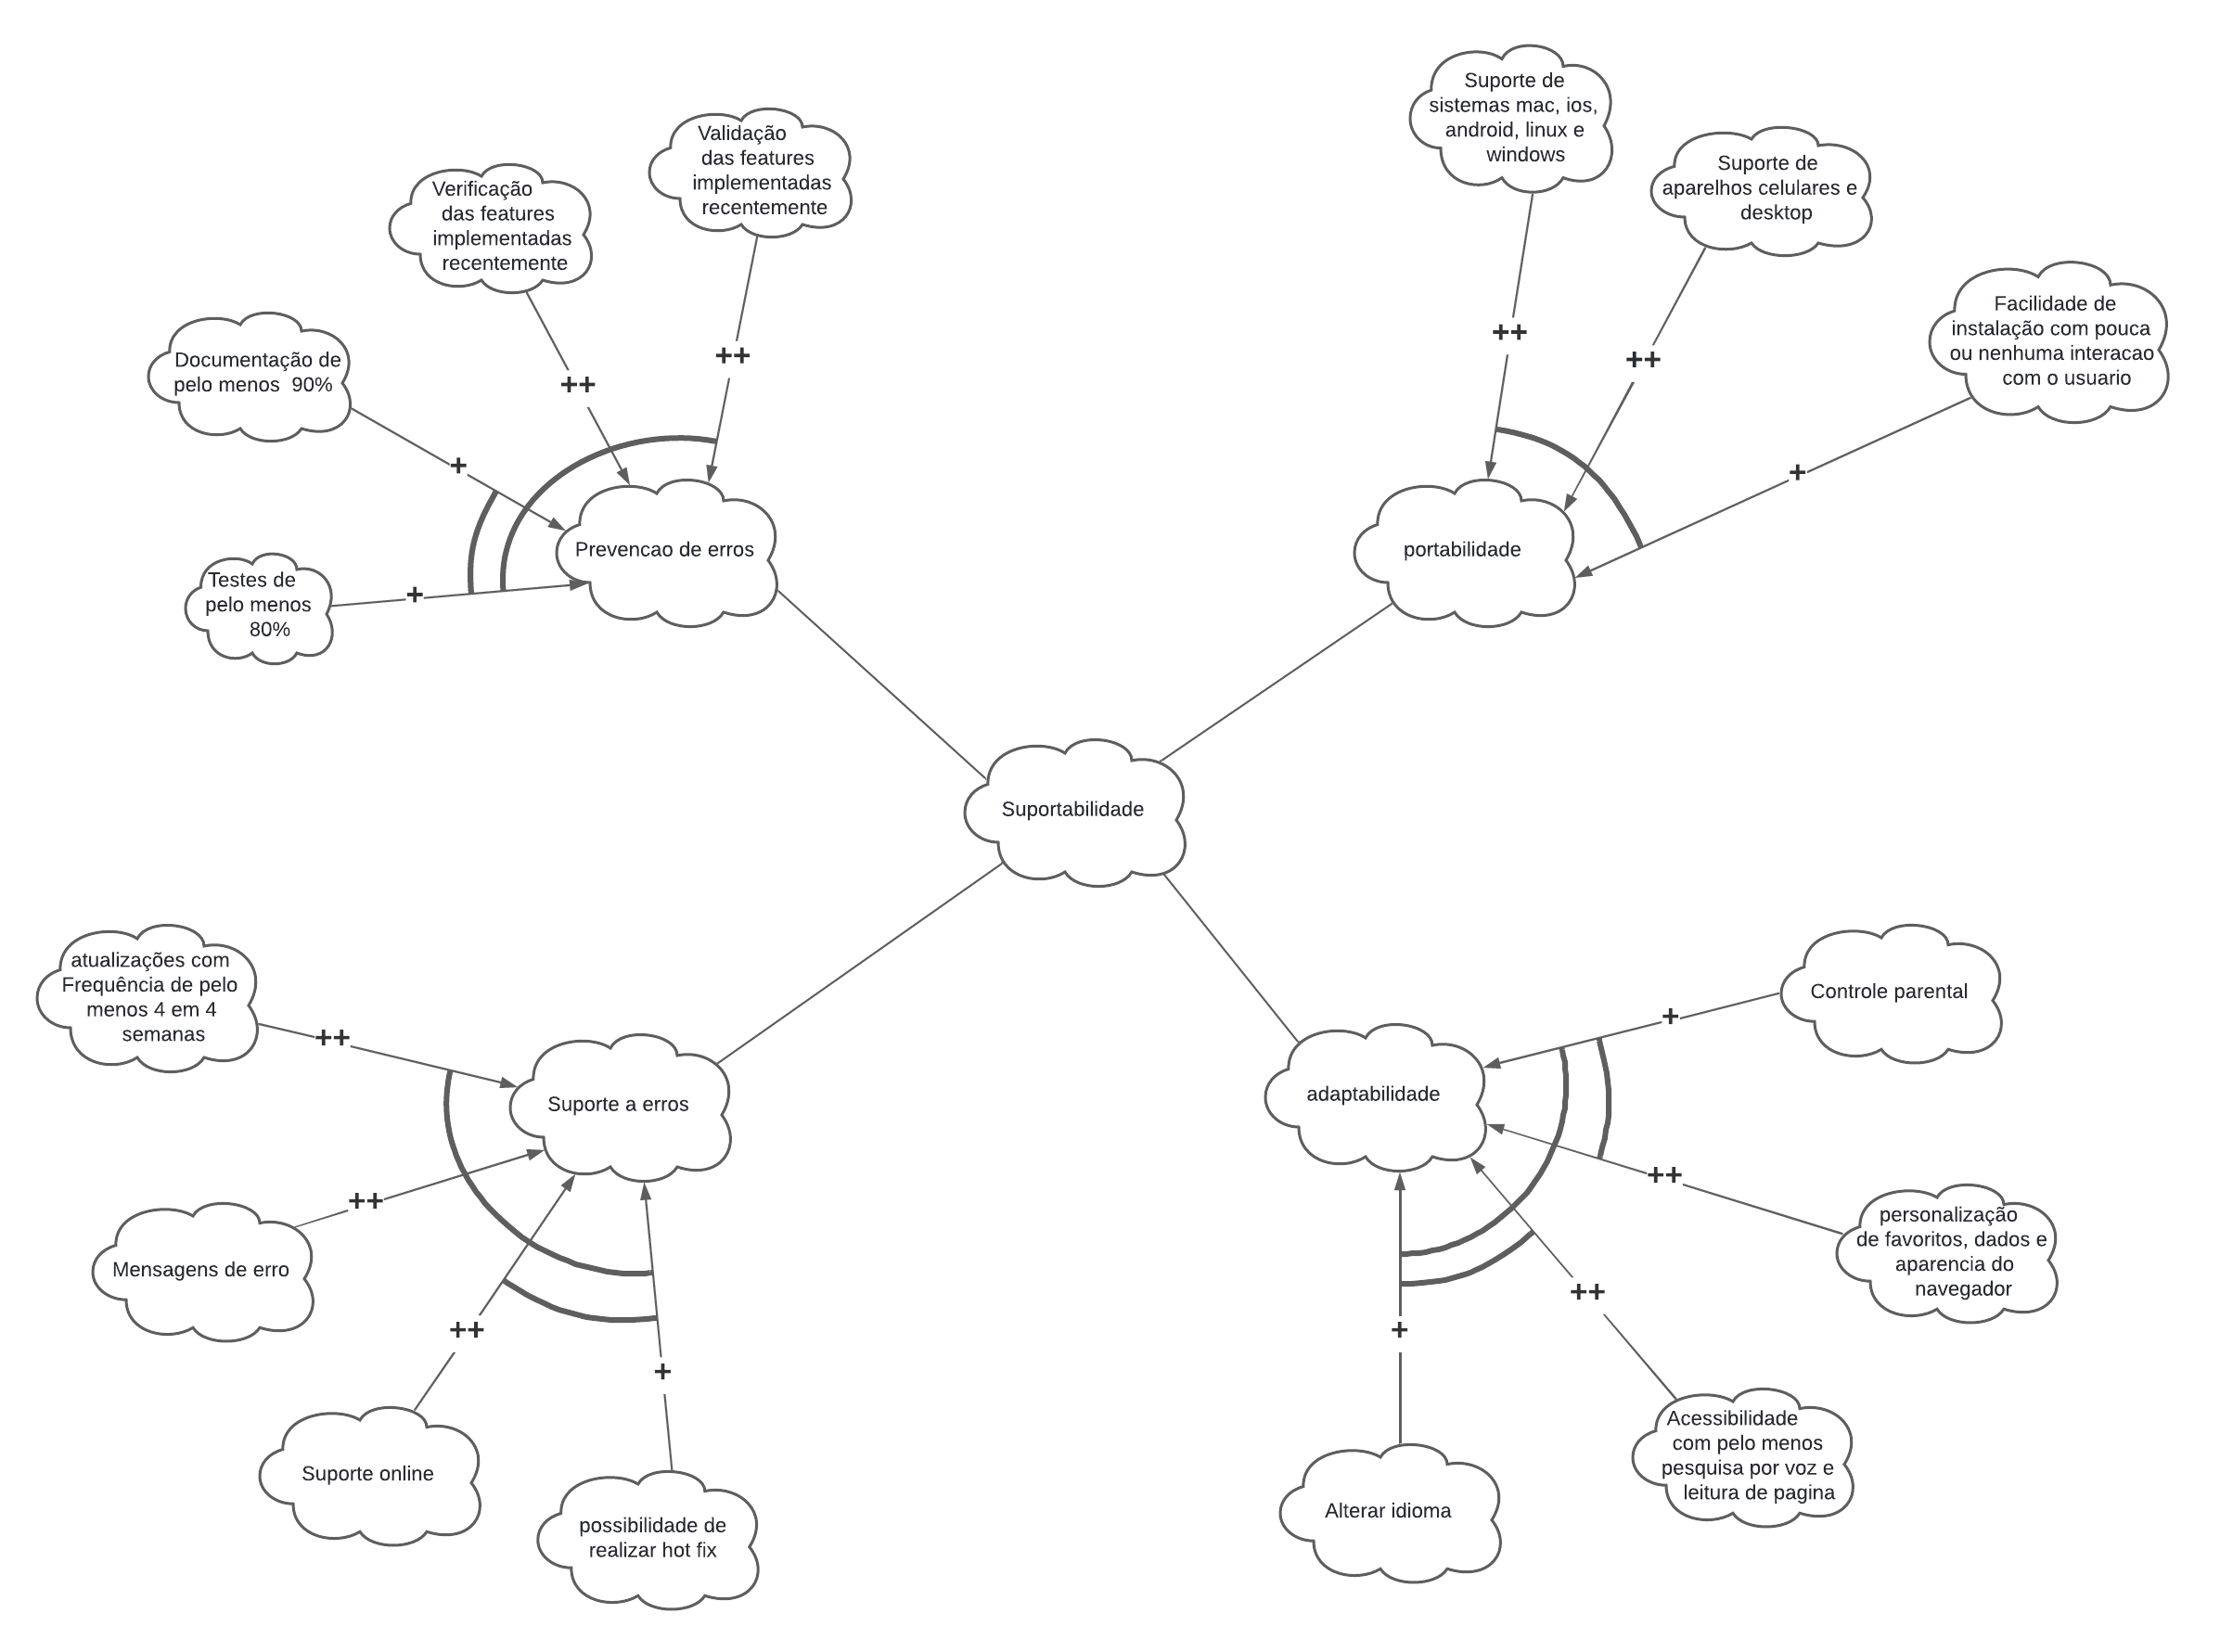 Suporte de
sistemas mac, ios,
android, linux e
windows
Validação
das features
implementadas
recentemente
Suporte de
aparelhos celulares e
desktop
Verificação
das features
implementadas
recentemente
Facilidade de
instalação com pouca
ou nenhuma interacao
com o usuario
Documentação de
pelo menos 90%
++
++
++
++
+
+
Prevencao de erros
portabilidade
Testes de
pelo menos
80%
+
Suportabilidade
atualizações com
Frequência de pelo
menos 4 em 4
semanas
Controle parental
++
+
Suporte a erros
adaptabilidade
++
++
Mensagens de erro
personalização
de favoritos, dados e
aparencia do
navegador
++
++
+
+
Suporte online
possibilidade de
realizar hot fix
Alterar idioma
Acessibilidade
com pelo menos
pesquisa por voz e
leitura de pagina